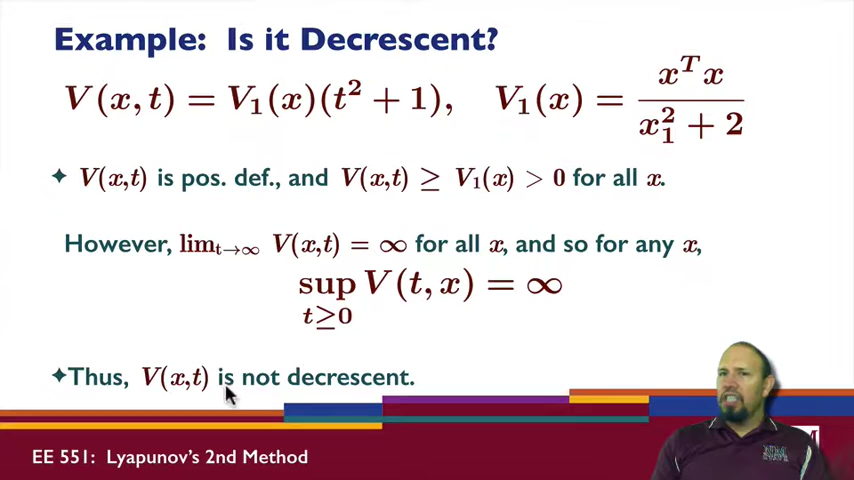 Example: Is it Decrescent?
V(x, t) = V₁(x)(t² + 1), V₁(x) = xᵀx / (x₁² + 2)
✦ V(x,t) is pos. def., and V(x,t) ≥ V₁(x) > 0 for all x.
However, lim t→∞ V(x,t) = ∞ for all x, and so for any x,
sup t≥0 V(t, x) = ∞
✦Thus, V(x,t) is not decrescent.
EE 551: Lyapunov's 2nd Method